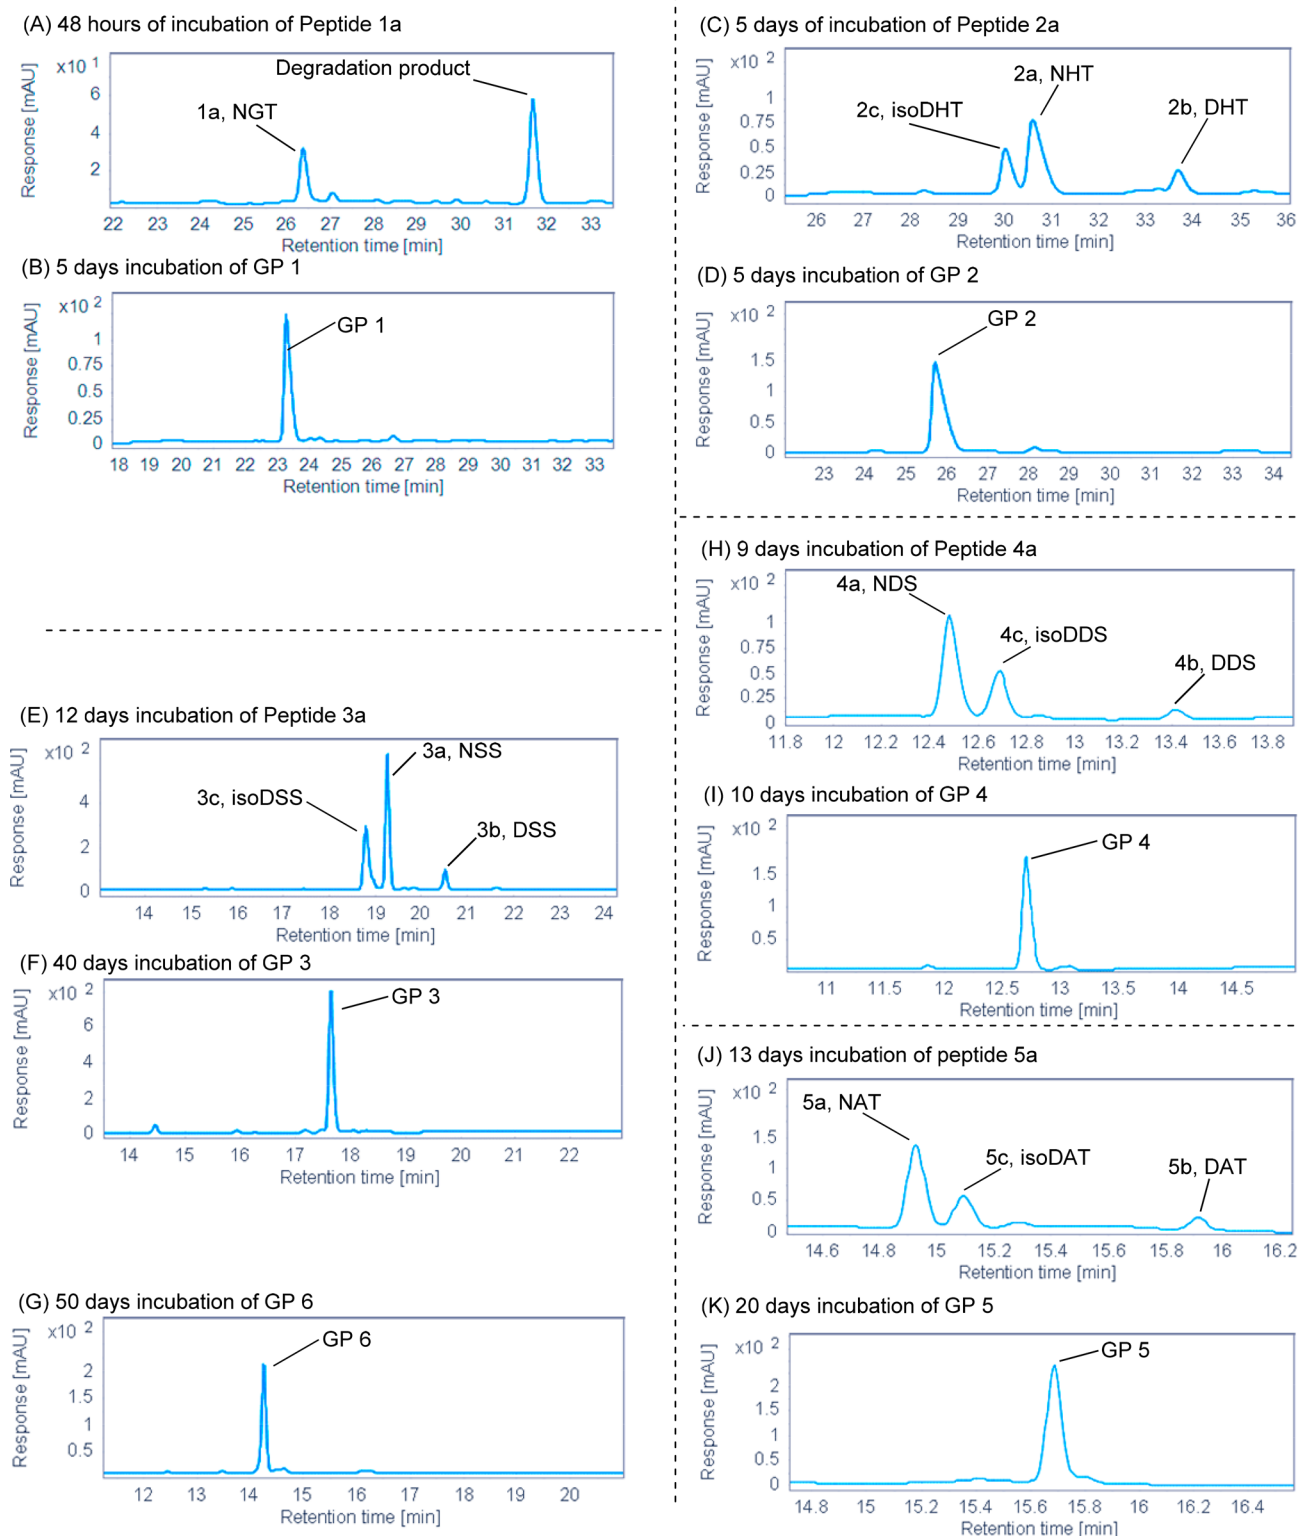 (A) 48 hours of incubation of Peptide 1a
x10 1
Response [mAU]
6
4
2
Degradation product
1a, NGT
22 23 24 25 26 27 28 29 30 31 32 33
Retention time [min]
(B) 5 days incubation of GP 1
x10 2
Response [mAU]
1
0.75
0.5
0.25
0
GP 1
18 19 20 21 22 23 24 25 26 27 28 29 30 31 32 33
Retention time [min]
(C) 5 days of incubation of Peptide 2a
x10 2
Response [mAU]
1
0.75
0.5
0.25
0
2a, NHT
2c, isoDHT
2b, DHT
26 27 28 29 30 31 32 33 34 35 36
Retention time [min]
(D) 5 days incubation of GP 2
x10 2
Response [mAU]
1.5
1
0.5
0
GP 2
23 24 25 26 27 28 29 30 31 32 33 34
Retention time [min]
(E) 12 days incubation of Peptide 3a
x10 2
Response [mAU]
4
2
0
3a, NSS
3c, isoDSS
3b, DSS
14 15 16 17 18 19 20 21 22 23 24
Retention time [min]
(F) 40 days incubation of GP 3
x10 2
Response [mAU]
6
4
2
0
GP 3
14 15 16 17 18 19 20 21 22
Retention time [min]
(G) 50 days incubation of GP 6
x10 2
Response [mAU]
2
1.5
1
0.5
GP 6
12 13 14 15 16 17 18 19 20
Retention time [min]
(H) 9 days incubation of Peptide 4a
x10 2
Response [mAU]
1
0.75
0.5
0.25
0
4a, NDS
4c, isoDDS
4b, DDS
11.8 12 12.2 12.4 12.6 12.8 13 13.2 13.4 13.6 13.8
Retention time [min]
(I) 10 days incubation of GP 4
x10 2
Response [mAU]
1.5
1
0.5
GP 4
11 11.5 12 12.5 13 13.5 14 14.5
Retention time [min]
(J) 13 days incubation of peptide 5a
x10 2
Response [mAU]
1.5
1
0.5
0
5a, NAT
5c, isoDAT
5b, DAT
14.6 14.8 15 15.2 15.4 15.6 15.8 16 16.2
Retention time [min]
(K) 20 days incubation of GP 5
x10 2
Response [mAU]
2
1.5
1
0.5
0
GP 5
14.8 15 15.2 15.4 15.6 15.8 16 16.2 16.4
Retention time [min]